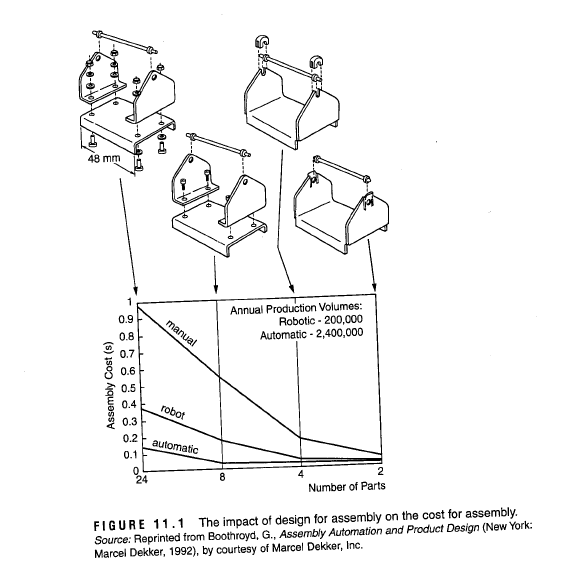 48 mm
Annual Production Volumes:
Robotic - 200,000
Automatic - 2,400,000
Assembly Cost (s)
1
0.9
0.8
0.7
0.6
0.5
0.4
0.3
0.2
0.1
0
manual
robot
automatic
24
8
4
2
Number of Parts
FIGURE 11.1 The impact of design for assembly on the cost for assembly.
Source: Reprinted from Boothroyd, G., Assembly Automation and Product Design (New York:
Marcel Dekker, 1992), by courtesy of Marcel Dekker, Inc.